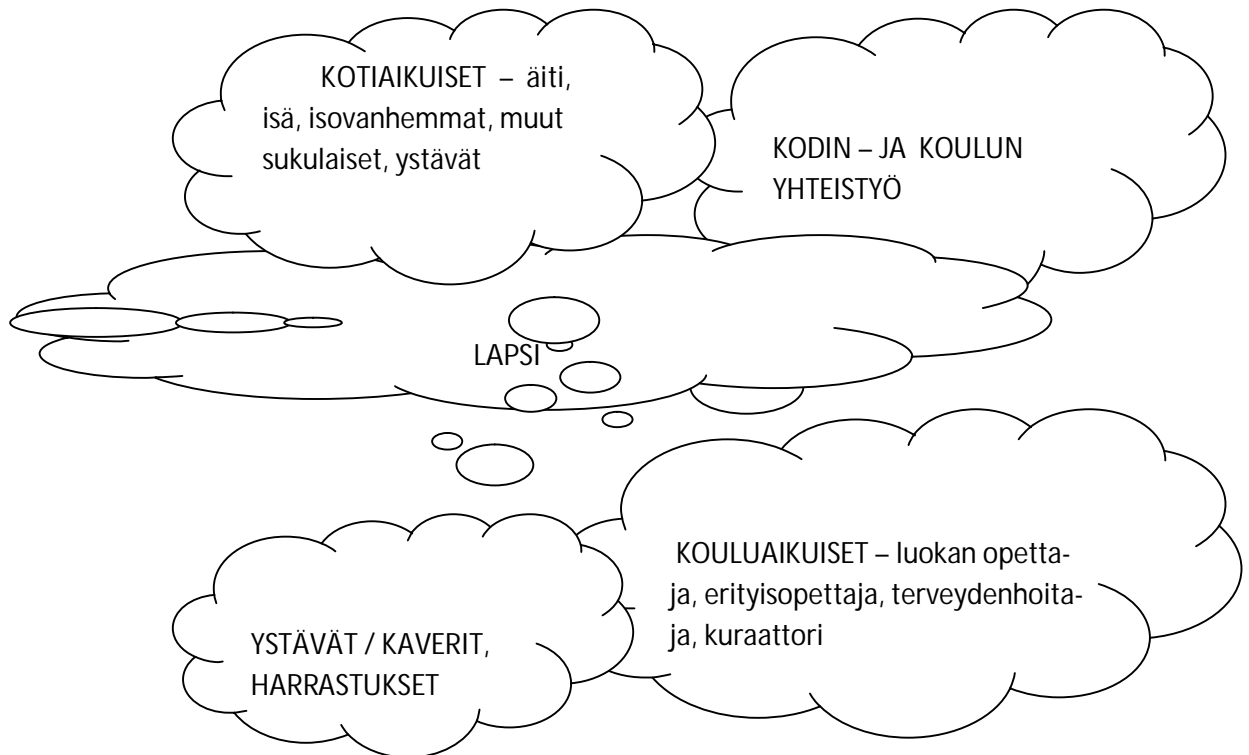 KOTIAIKUISET – äiti,
isä, isovanhemmat, muut
sukulaiset, ystävät
KODIN – JA KOULUN
YHTEISTYÖ
LAPSI
KOULUAIKUISET – luokan opetta-
ja, erityisopettaja, terveydenhoita-
ja, kuraattori
YSTÄVÄT / KAVERIT,
HARRASTUKSET